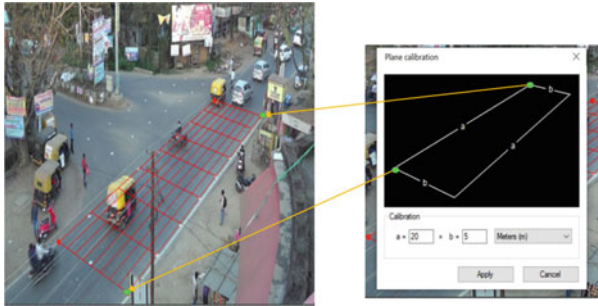 Plane calibration
b
a
a
b
Calibration
a = 20 × b = 5 Meters (m)
Apply Cancel